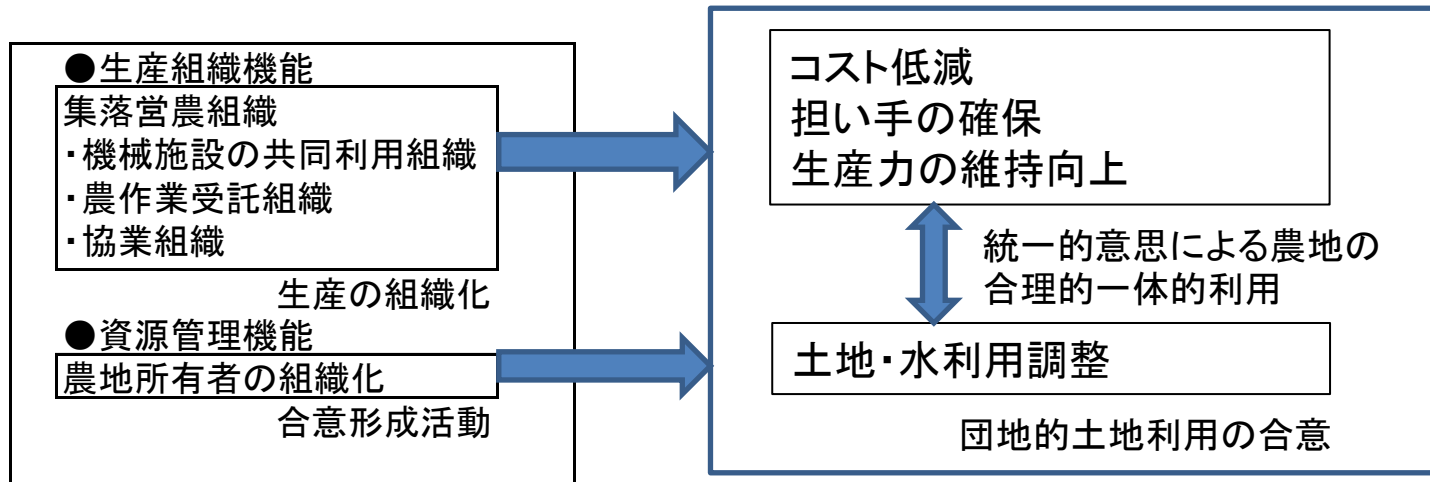 ●生産組織機能
集落営農組織
・機械施設の共同利用組織
・農作業受託組織
・協業組織
生産の組織化
●資源管理機能
農地所有者の組織化
合意形成活動
コスト低減
担い手の確保
生産力の維持向上
統一的意思による農地の
合理的一体的利用
土地・水利用調整
団地的土地利用の合意